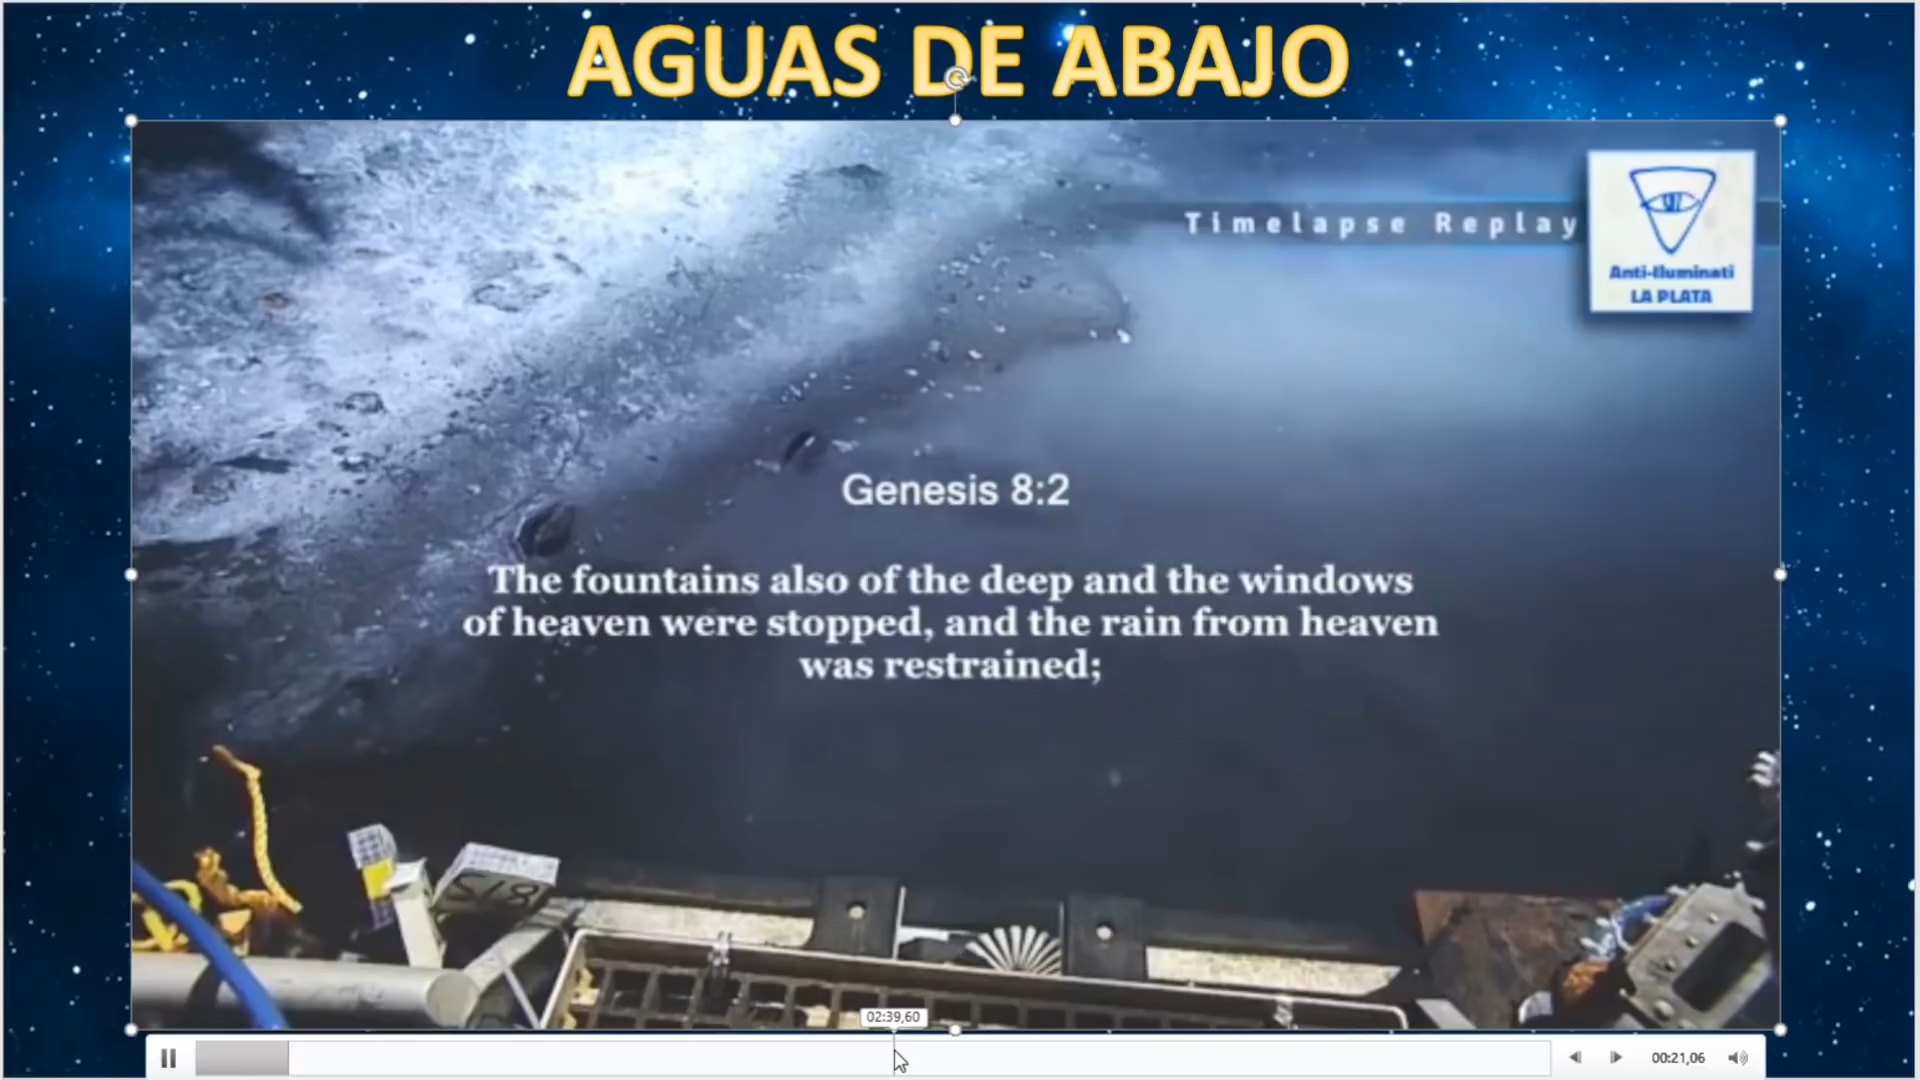 AGUAS DE ABAJO
Timelapse Replay
Anti-Iluminati
LA PLATA
Genesis 8:2
The fountains also of the deep and the windows
of heaven were stopped, and the rain from heaven
was restrained;
02:39,60
00:21,06